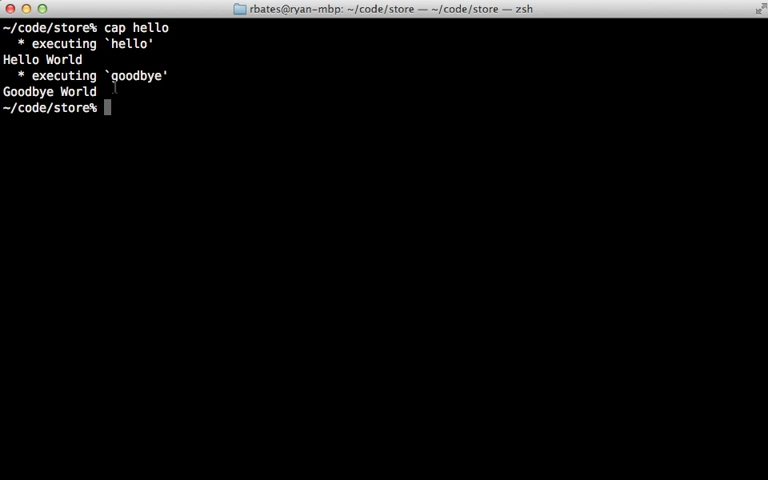 rbates@ryan-mbp: ~/code/store — ~/code/store — zsh
~/code/store% cap hello
  * executing `hello'
Hello World
  * executing `goodbye'
Goodbye World
~/code/store%